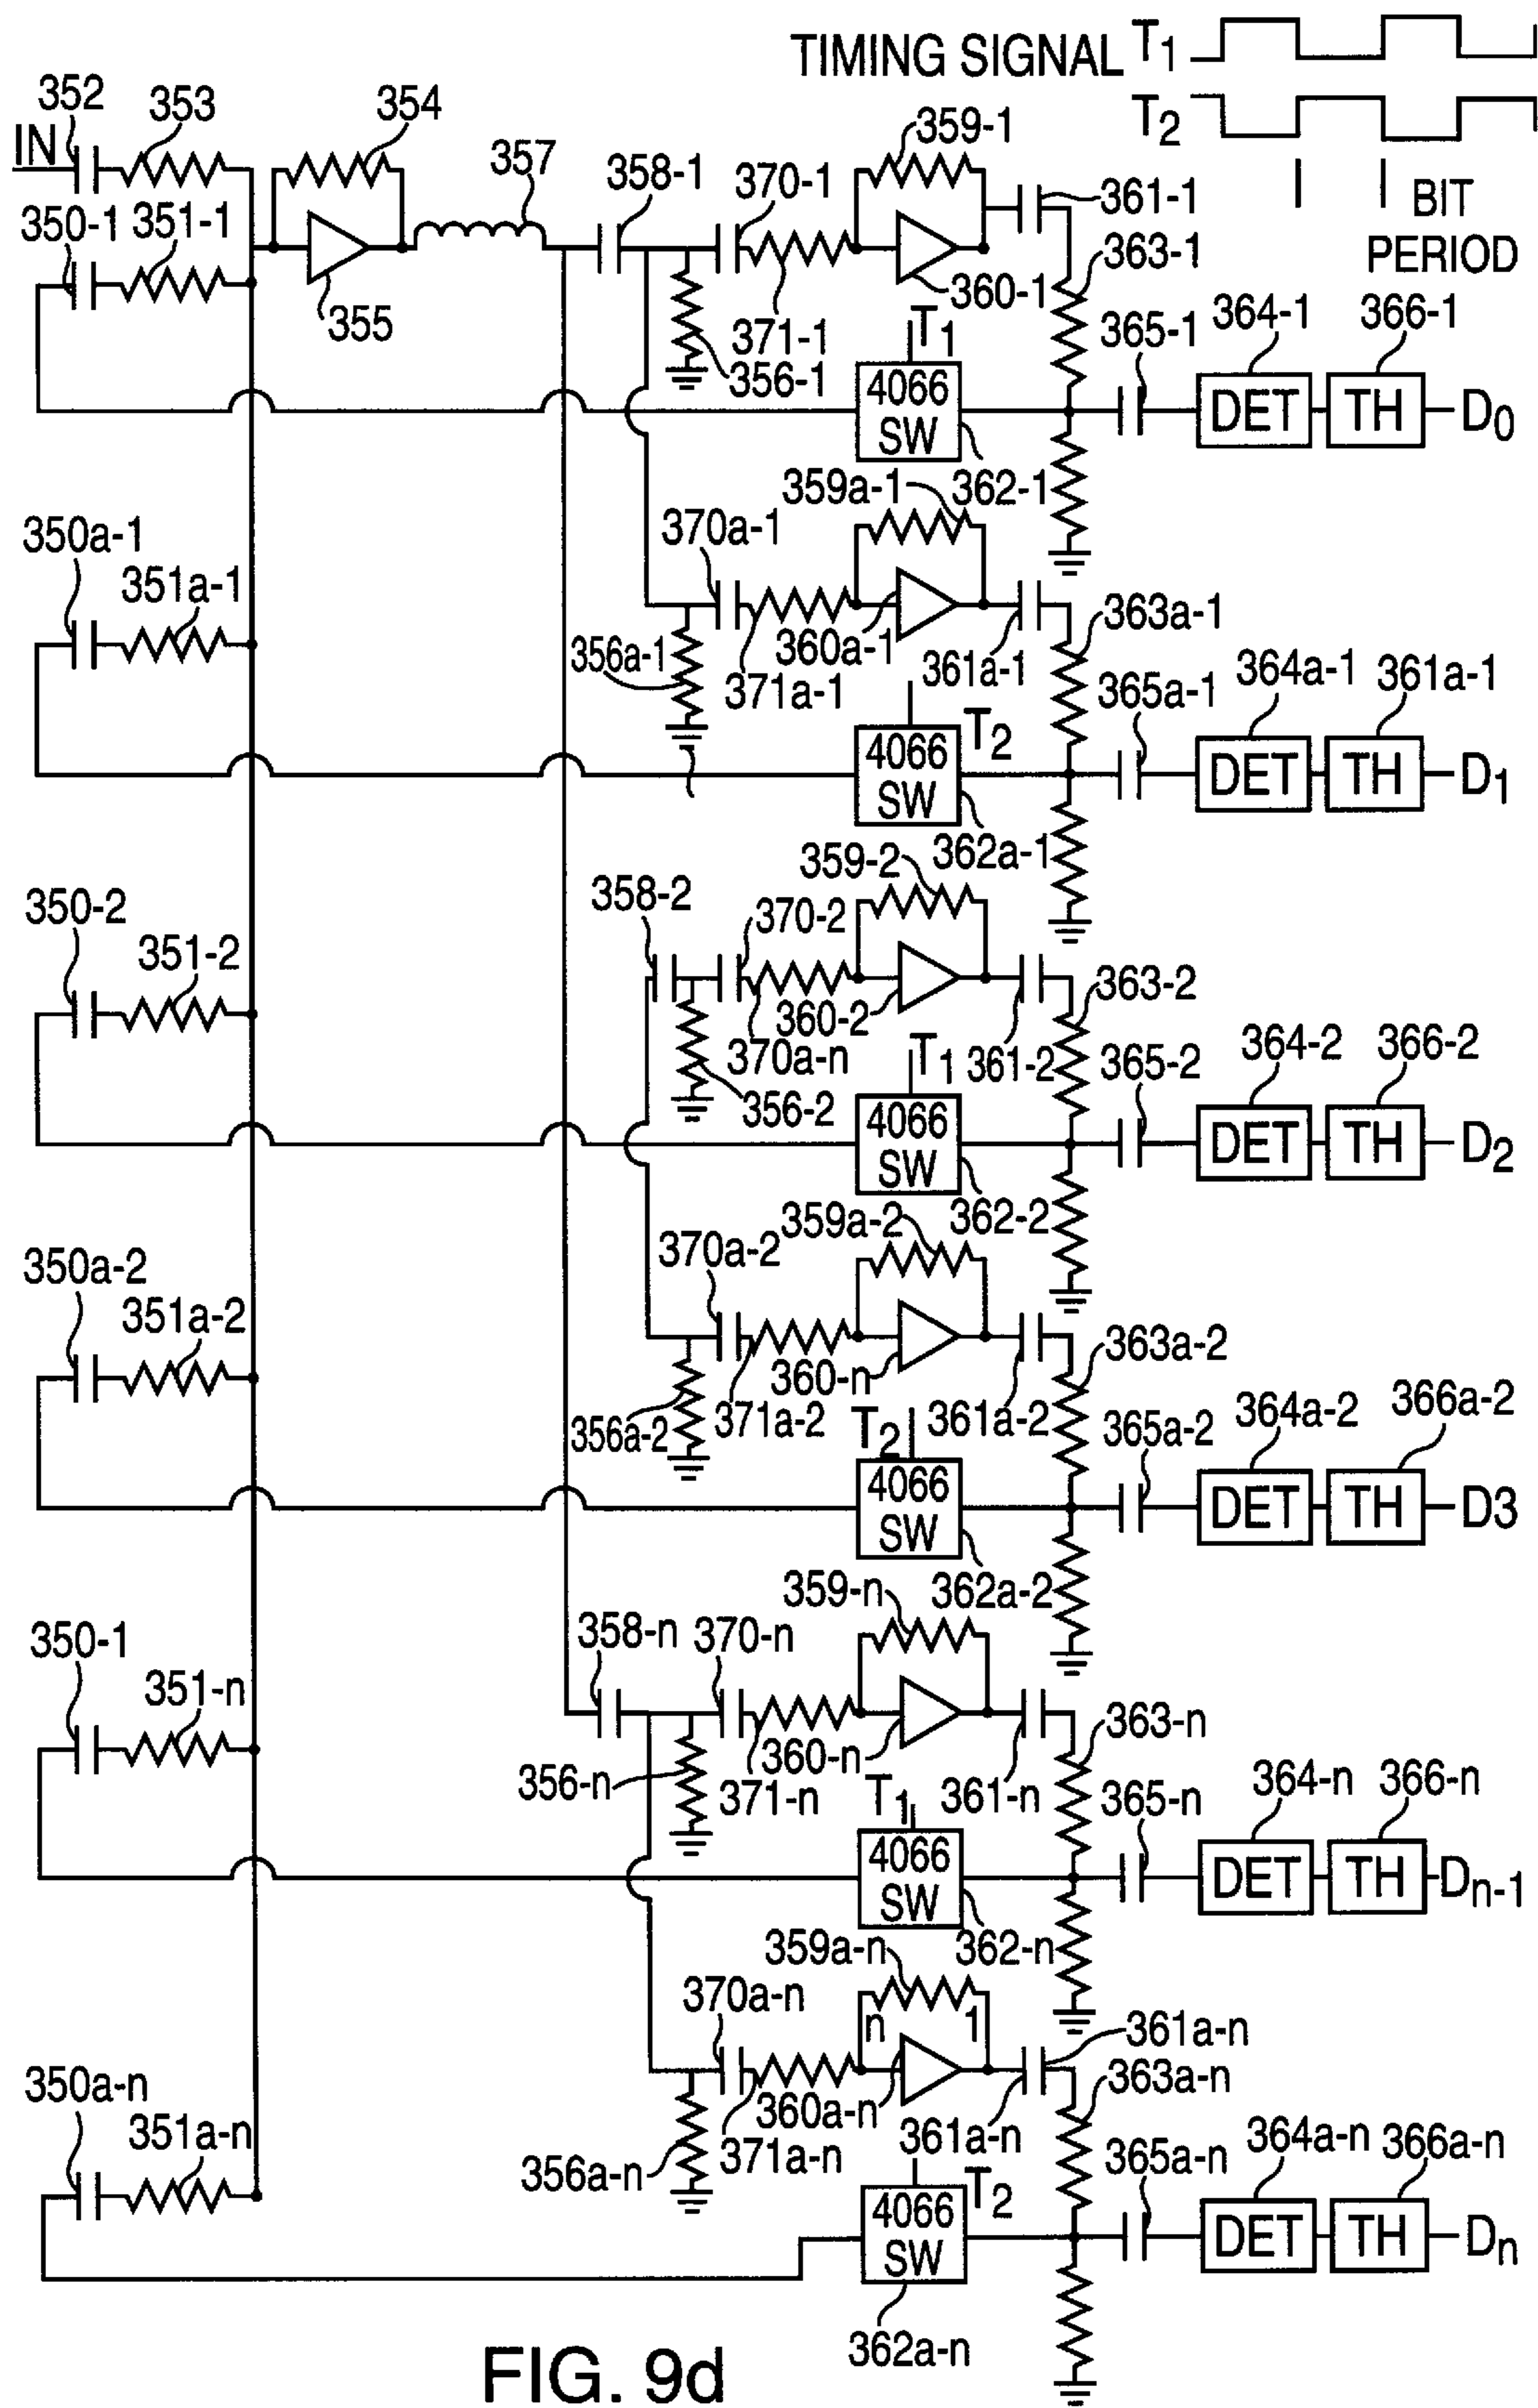 TIMING SIGNAL T1
T2
BIT
PERIOD
IN
352
353
354
357
358-1
370-1
359-1
361-1
350-1
351-1
355
371-1
356-1
360-1
363-1
T1
4066
SW
362-1
365-1
364-1
366-1
DET
TH
D0
350a-1
351a-1
370a-1
359a-1
356a-1
371a-1
360a-1
361a-1
363a-1
T2
4066
SW
362a-1
365a-1
364a-1
361a-1
DET
TH
D1
350-2
351-2
358-2
370-2
359-2
360-2
370a-n
356-2
361-2
363-2
T1
4066
SW
362-2
365-2
364-2
366-2
DET
TH
D2
350a-2
351a-2
370a-2
359a-2
356a-2
371a-2
360-n
361a-2
363a-2
T2
4066
SW
362a-2
365a-2
364a-2
366a-2
DET
TH
D3
350-1
351-n
358-n
370-n
359-n
356-n
371-n
360-n
361-n
363-n
T1
4066
SW
362-n
365-n
364-n
366-n
DET
TH
Dn-1
350a-n
351a-n
370a-n
359a-n
n
1
356a-n
371a-n
360a-n
361a-n
361a-n
363a-n
T2
4066
SW
362a-n
365a-n
364a-n
366a-n
DET
TH
Dn
FIG. 9d